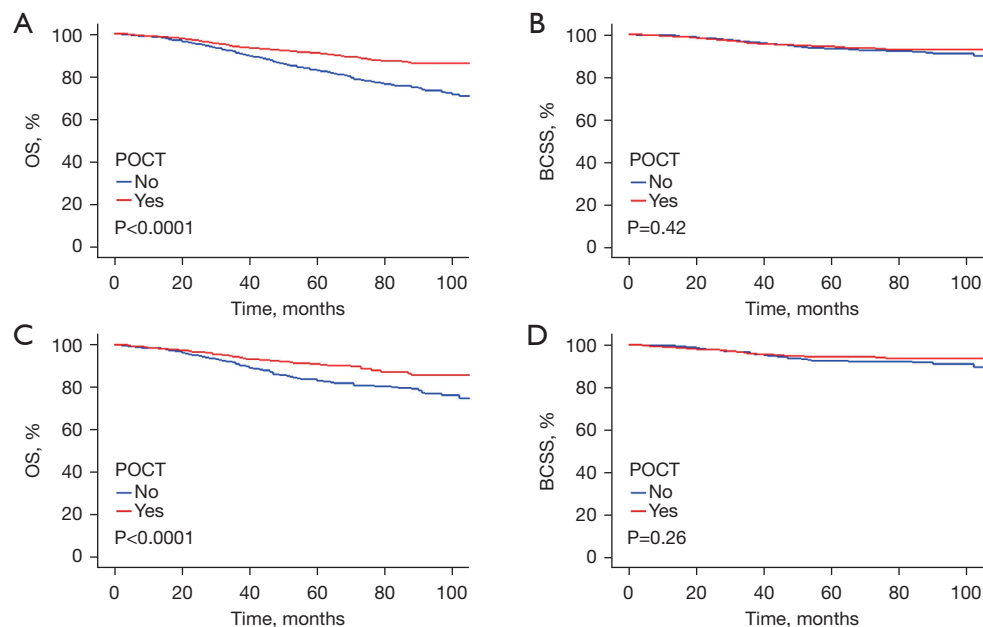 A
100
80
60
40
20
0
OS, %
POCT
No
Yes
P<0.0001
0 20 40 60 80 100
Time, months
B
100
80
60
40
20
0
BCSS, %
POCT
No
Yes
P=0.42
0 20 40 60 80 100
Time, months
C
100
80
60
40
20
0
OS, %
POCT
No
Yes
P<0.0001
0 20 40 60 80 100
Time, months
D
100
80
60
40
20
0
BCSS, %
POCT
No
Yes
P=0.26
0 20 40 60 80 100
Time, months